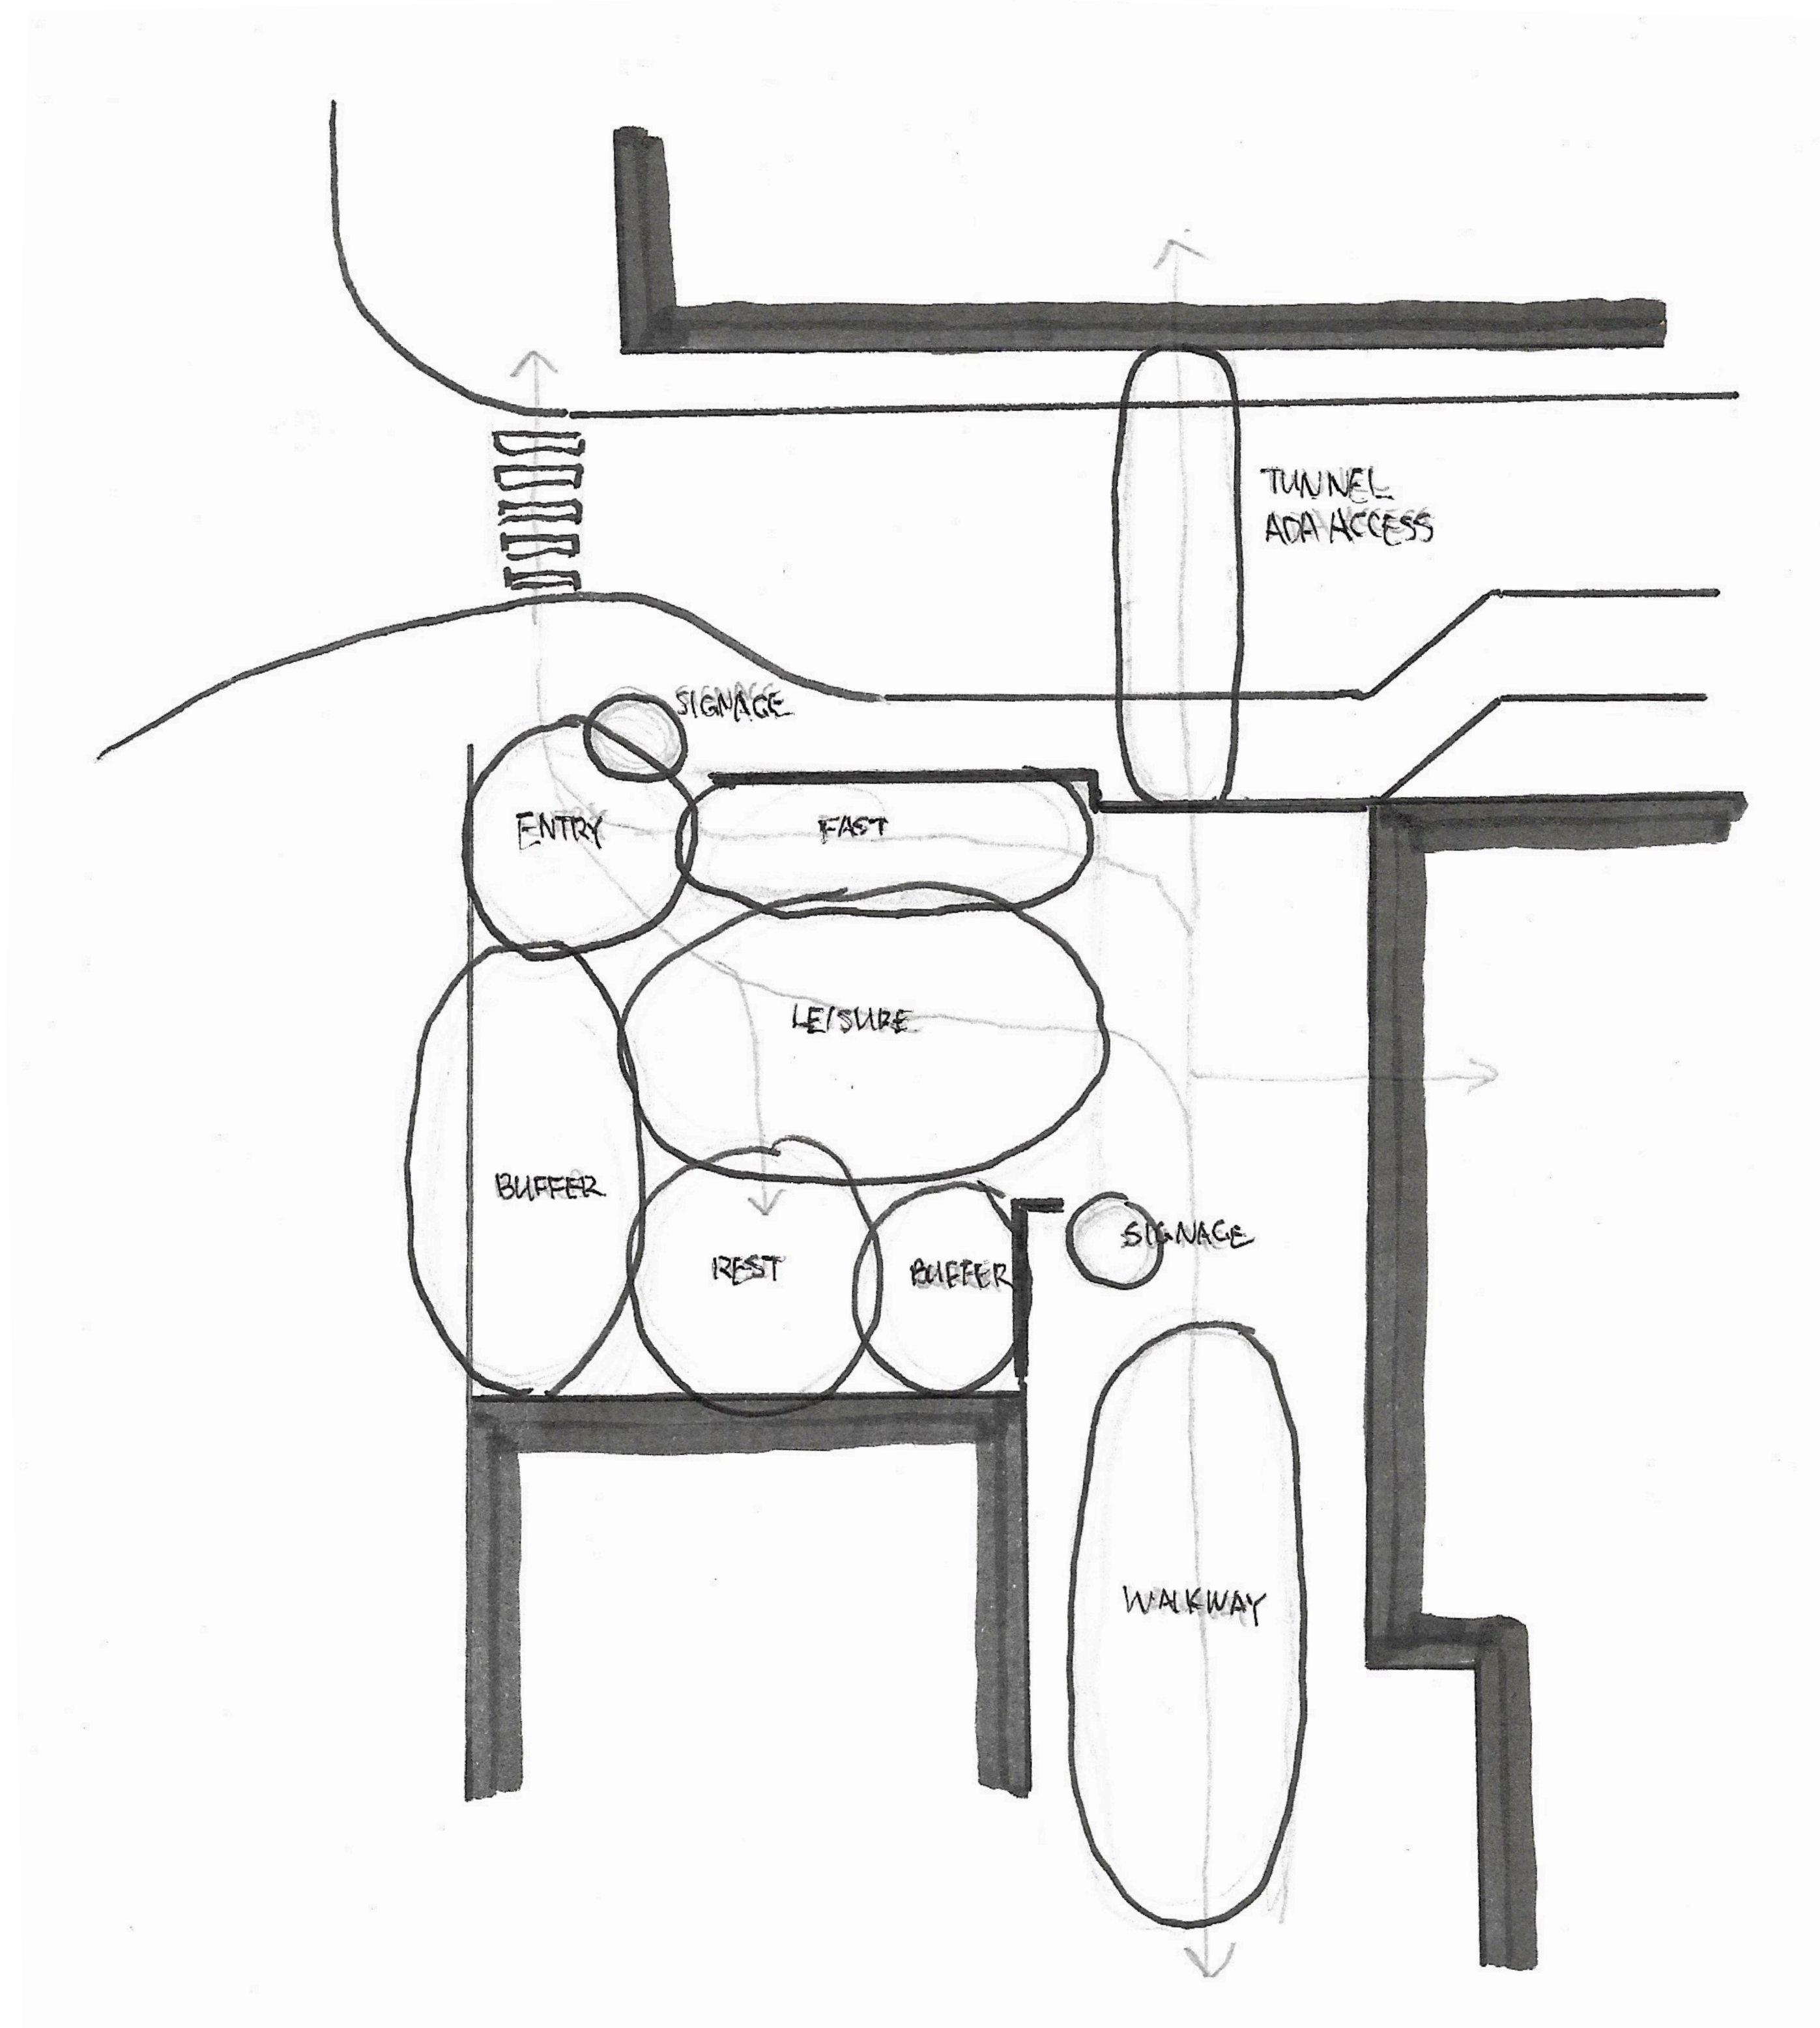 TUNNEL
ADA ACCESS
SIGNAGE
ENTRY
FAST
LEISURE
BUFFER
REST
BUFFER
SIGNAGE
WALKWAY